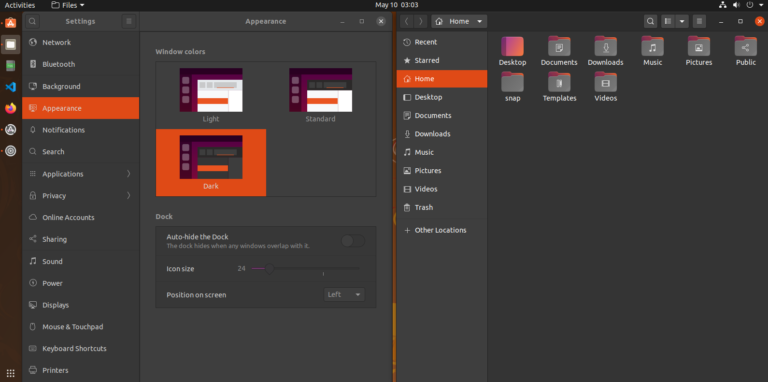 Activities
Files
May 10 03:03
Settings
Appearance
Network
Bluetooth
Background
Appearance
Notifications
Search
Applications
Privacy
Online Accounts
Sharing
Sound
Power
Displays
Mouse & Touchpad
Keyboard Shortcuts
Printers
Window colors
Light
Standard
Dark
Dock
Auto-hide the Dock
The dock hides when any windows overlap with it.
Icon size
24
Position on screen
Left
Home
Recent
Starred
Home
Desktop
Documents
Downloads
Music
Pictures
Videos
Trash
Other Locations
Desktop
Documents
Downloads
Music
Pictures
Public
snap
Templates
Videos